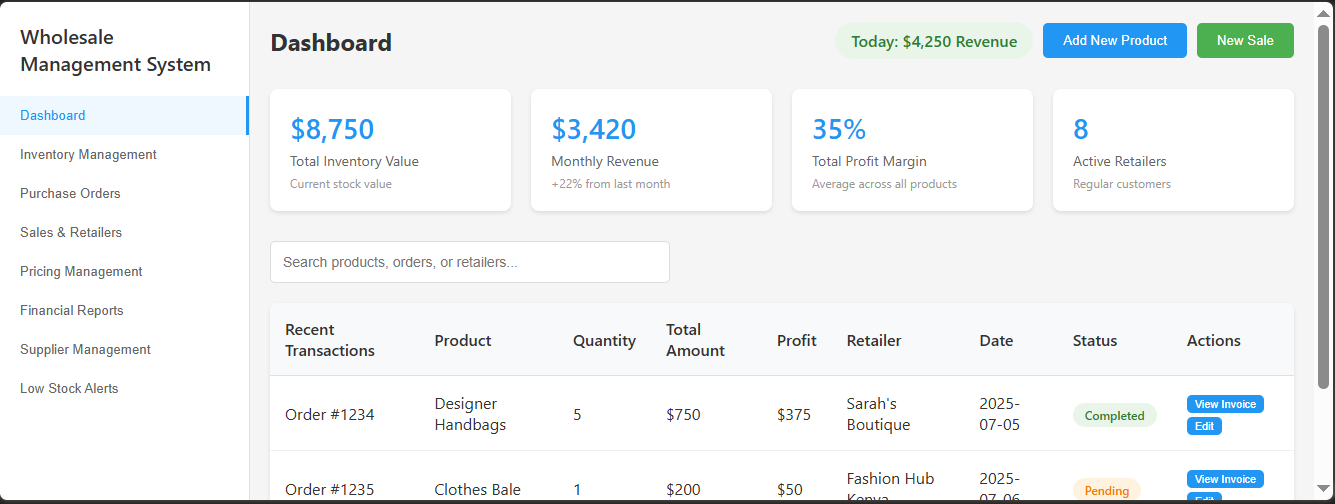 Wholesale
Management System
Dashboard
Inventory Management
Purchase Orders
Sales & Retailers
Pricing Management
Financial Reports
Supplier Management
Low Stock Alerts
Dashboard
Today: $4,250 Revenue
Add New Product
New Sale
$8,750
Total Inventory Value
Current stock value
$3,420
Monthly Revenue
+22% from last month
35%
Total Profit Margin
Average across all products
8
Active Retailers
Regular customers
Search products, orders, or retailers...
Recent
Transactions
Product
Quantity
Total
Amount
Profit
Retailer
Date
Status
Actions
Order #1234
Designer
Handbags
5
$750
$375
Sarah's
Boutique
2025-
07-05
Completed
View Invoice
Edit
Order #1235
Clothes Bale
1
$200
$50
Fashion Hub
Kenya
2025-
07-06
Pending
View Invoice
Edit